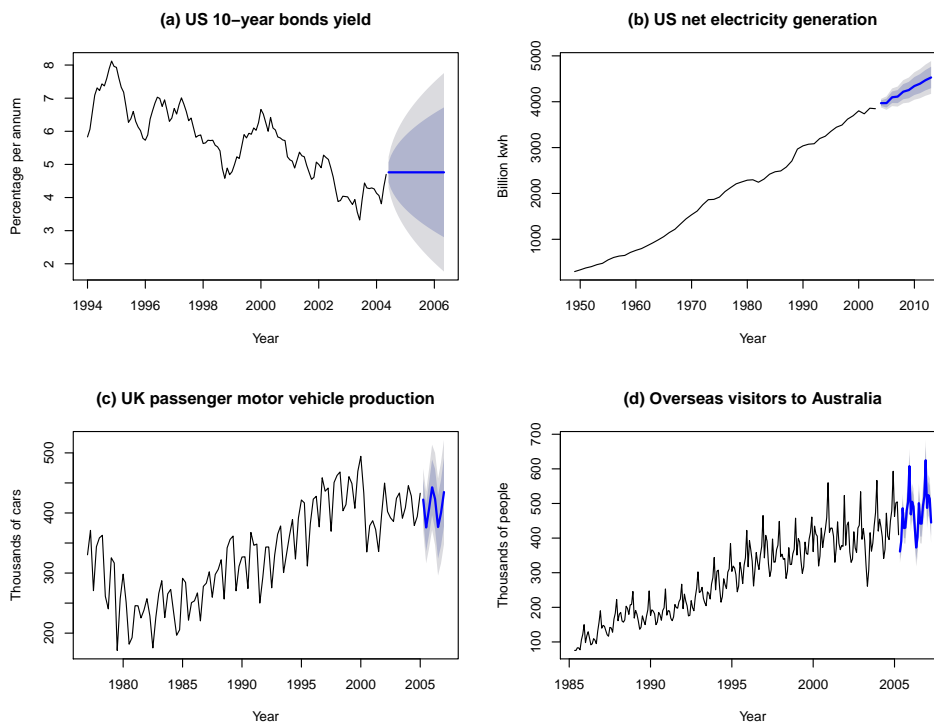 (a) US 10−year bonds yield
Percentage per annum
8
7
6
5
4
3
2
1994 1996 1998 2000 2002 2004 2006
Year
(b) US net electricity generation
Billion kwh
5000
4000
3000
2000
1000
1950 1960 1970 1980 1990 2000 2010
Year
(c) UK passenger motor vehicle production
Thousands of cars
500
400
300
200
1980 1985 1990 1995 2000 2005
Year
(d) Overseas visitors to Australia
Thousands of people
700
600
500
400
300
200
100
1985 1990 1995 2000 2005
Year